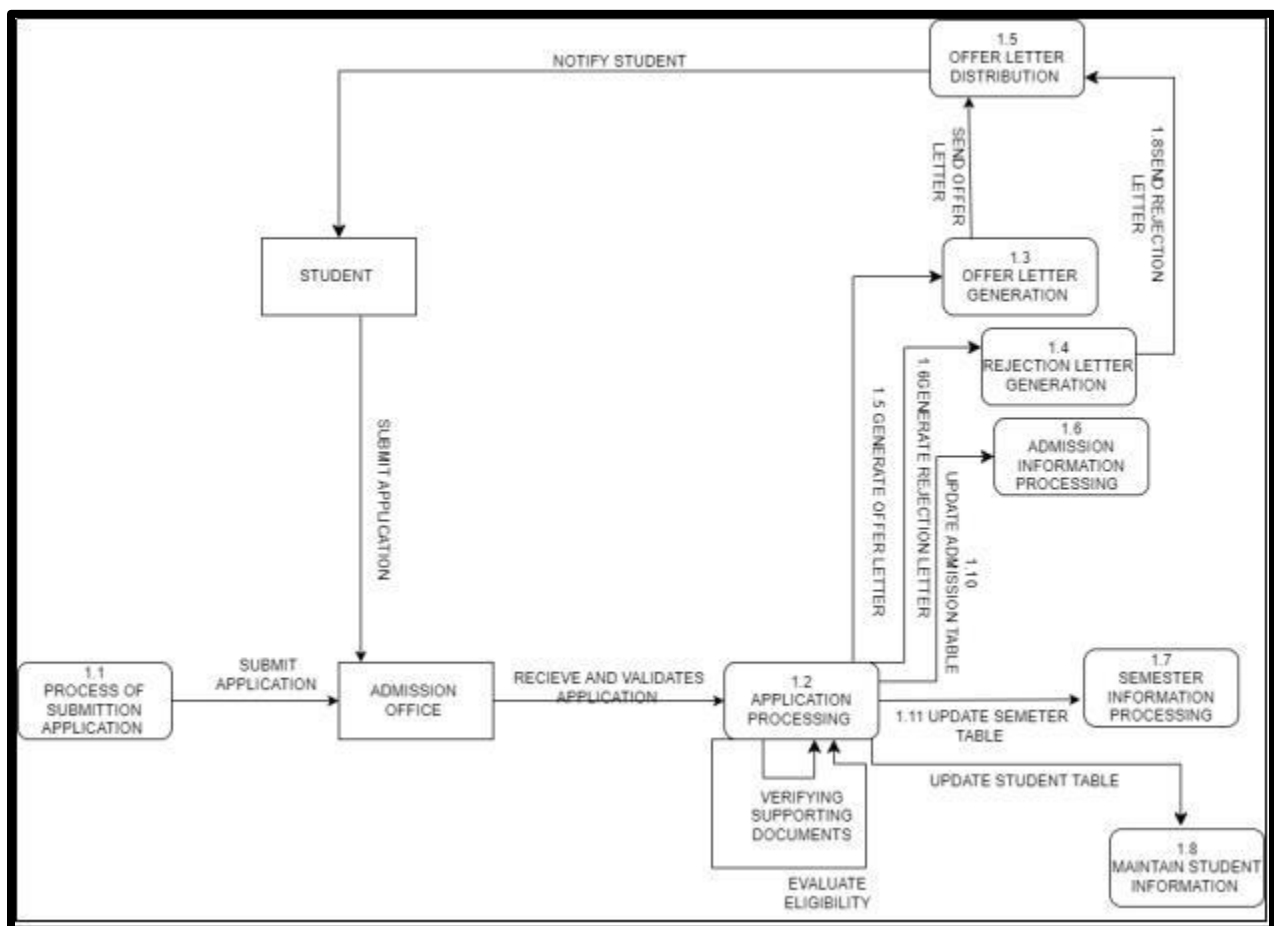 1.5
OFFER LETTER
DISTRIBUTION
NOTIFY STUDENT
SEND OFFER
LETTER
1.8SEND REJECTION
LETTER
STUDENT
1.3
OFFER LETTER
GENERATION
1.4
REJECTION LETTER
GENERATION
1.5 GENERATE OFFER LETTER
1.6GENERATE REJECTION LETTER
1.6
ADMISSION
INFORMATION
PROCESSING
1.10
UPDATE ADMISSION TABLE
SUBMIT APPLICATION
1.1
PROCESS OF
SUBMITTION
APPLICATION
SUBMIT
APPLICATION
ADMISSION
OFFICE
RECIEVE AND VALIDATES
APPLICATION
1.2
APPLICATION
PROCESSING
1.7
SEMESTER
INFORMATION
PROCESSING
1.11 UPDATE SEMETER
TABLE
UPDATE STUDENT TABLE
VERIFYING
SUPPORTING
DOCUMENTS
EVALUATE
ELIGIBILITY
1.8
MAINTAIN STUDENT
INFORMATION